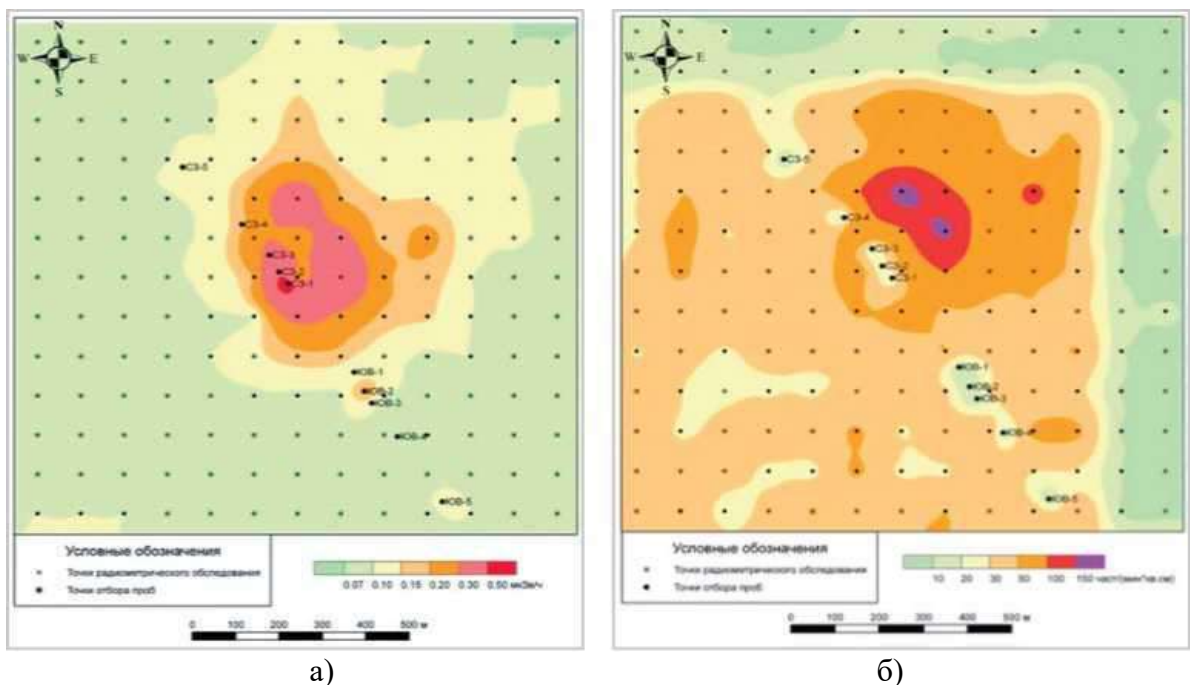 N
W E
S
СЗ-5
СЗ-4
СЗ-3
СЗ-2
СЗ-1
ЮВ-1
ЮВ-2
ЮВ-3
ЮВ-4
ЮВ-5
Условные обозначения
Точки радиометрического обследования
Точки отбора проб
0.07 0.10 0.15 0.20 0.30 0.50 мкЗв/ч
0 100 200 300 400 500 м
а)
N
W E
S
СЗ-5
СЗ-4
СЗ-3
СЗ-2
СЗ-1
ЮВ-1
ЮВ-2
ЮВ-3
ЮВ-4
ЮВ-5
Условные обозначения
Точки радиометрического обследования
Точки отбора проб
10 20 30 50 100 150 част/(мин*кв.см)
0 100 200 300 400 500 м
б)